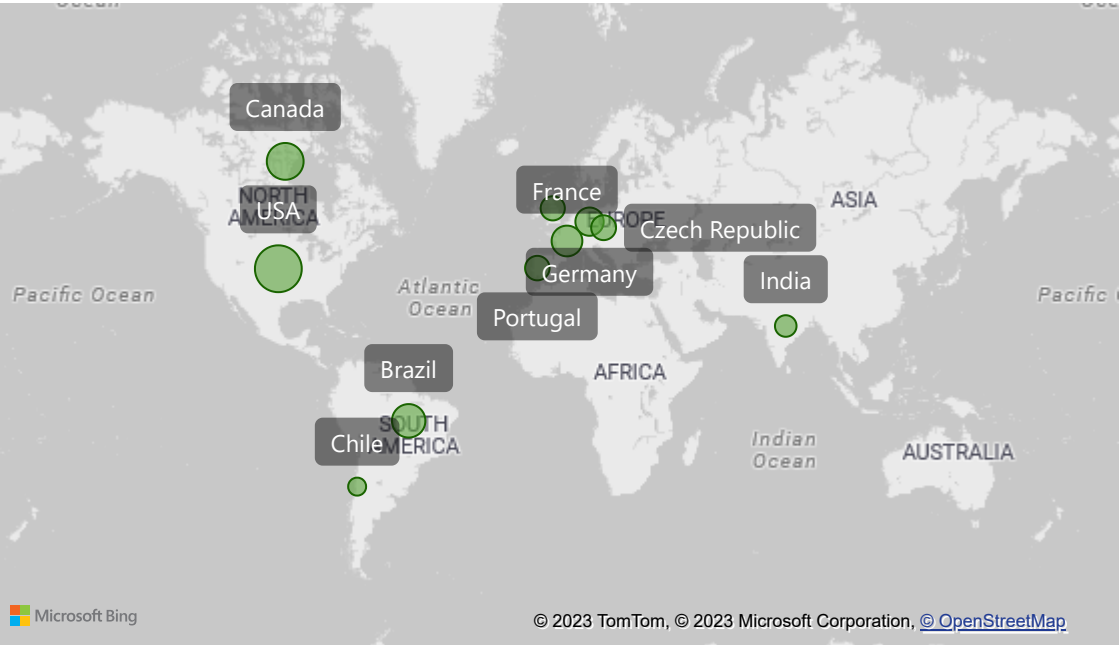 Ocean
Canada
NORTH
AMERICA
USA
France
EUROPE
ASIA
Czech Republic
Germany
India
Pacific Ocean
Atlantic
Ocean
Pacific
Portugal
Brazil
AFRICA
SOUTH
AMERICA
Chile
Indian
Ocean
AUSTRALIA
Microsoft Bing
© 2023 TomTom, © 2023 Microsoft Corporation, © OpenStreetMap